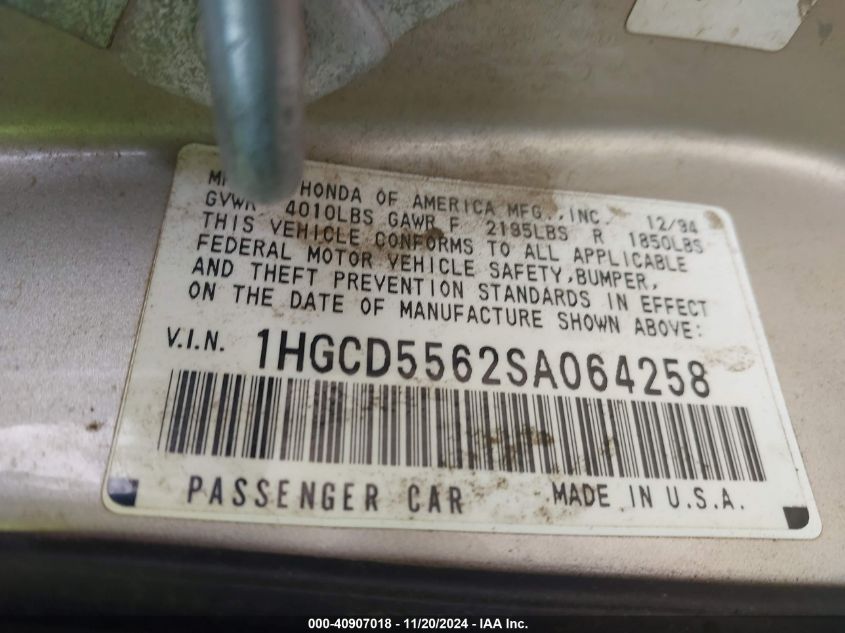 HONDA OF AMERICA MFG., INC. 12/94
GVWR 4010LBS GAWR F 2195LBS R 1850LBS
THIS VEHICLE CONFORMS TO ALL APPLICABLE
FEDERAL MOTOR VEHICLE SAFETY, BUMPER,
AND THEFT PREVENTION STANDARDS IN EFFECT
ON THE DATE OF MANUFACTURE SHOWN ABOVE:
V.I.N. 1HGCD5562SA064258
PASSENGER CAR MADE IN U.S.A.
000-40907018 - 11/20/2024 - IAA Inc.